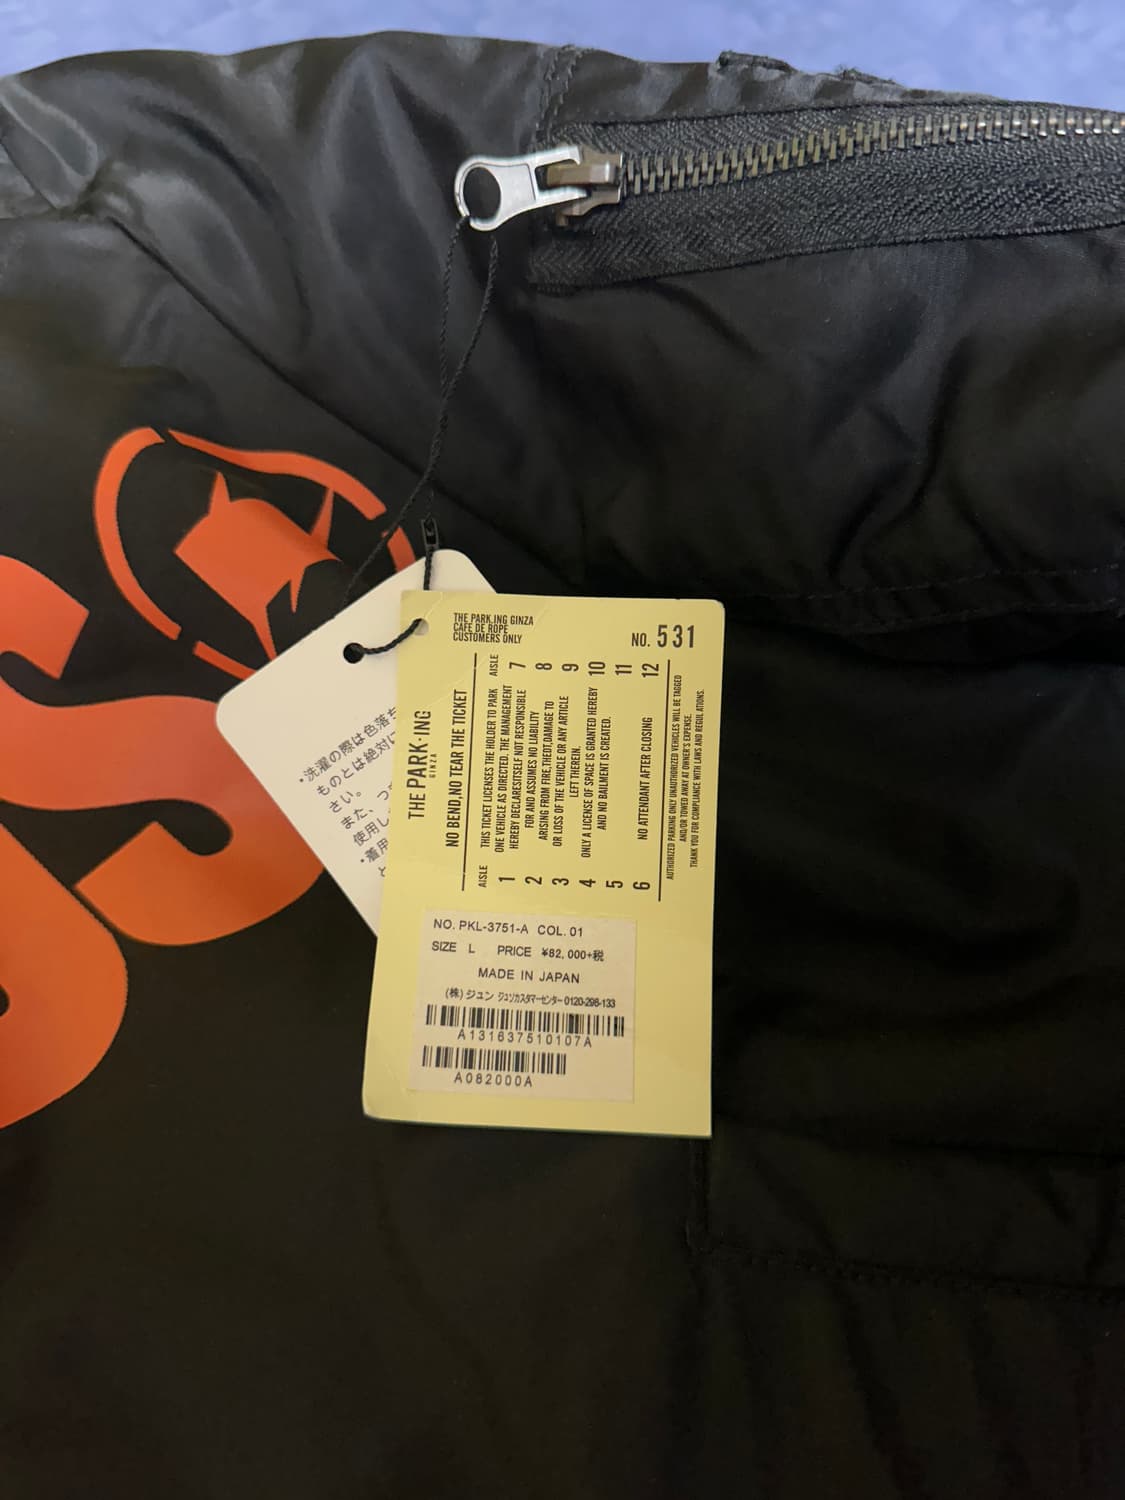 THE PARK.ING GINZA
CAFE DE ROPE
CUSTOMERS ONLY
NO. 531
THE PARK·ING
GINZA
NO BEND,NO TEAR THE TICKET
AISLE
7
8
9
10
11
12
THIS TICKET LICENSES THE HOLDER TO PARK
ONE VEHICLE AS DIRECTED. THE MANAGEMENT
HEREBY DECLARESITSELF NOT RESPONSIBLE
FOR AND ASSUMES NO LIABILITY
ARISING FROM FIRE,THEDT,DAMAGE TO
OR LOSS OF THE VEHICLE OR ANY ARTICLE
LEFT THEREIN.
ONLY A LICENSE OF SPACE IS GRANTED HEREBY
AND NO BAILMENT IS CREATED.
NO ATTENDANT AFTER CLOSING
AISLE
1
2
3
4
5
6
AUTHORIZED PARKING ONLY UNAUTHORIZED VEHICLES WILL BE TAGGED
AND/OR TOWED AWAY AT OWNER'S EXPENSE.
THANK YOU FOR COMPLIANCE WITH LAWS AND REGULATIONS.
NO. PKL-3751-A COL. 01
SIZE L PRICE ¥82,000+税
MADE IN JAPAN
(株)ジュン ジュンカスタマーセンター 0120-298-133
A131637510107A
A082000A
・洗濯の際は色落ち
ものとは絶対に
さい。
また、つ
使用し
・着用
と